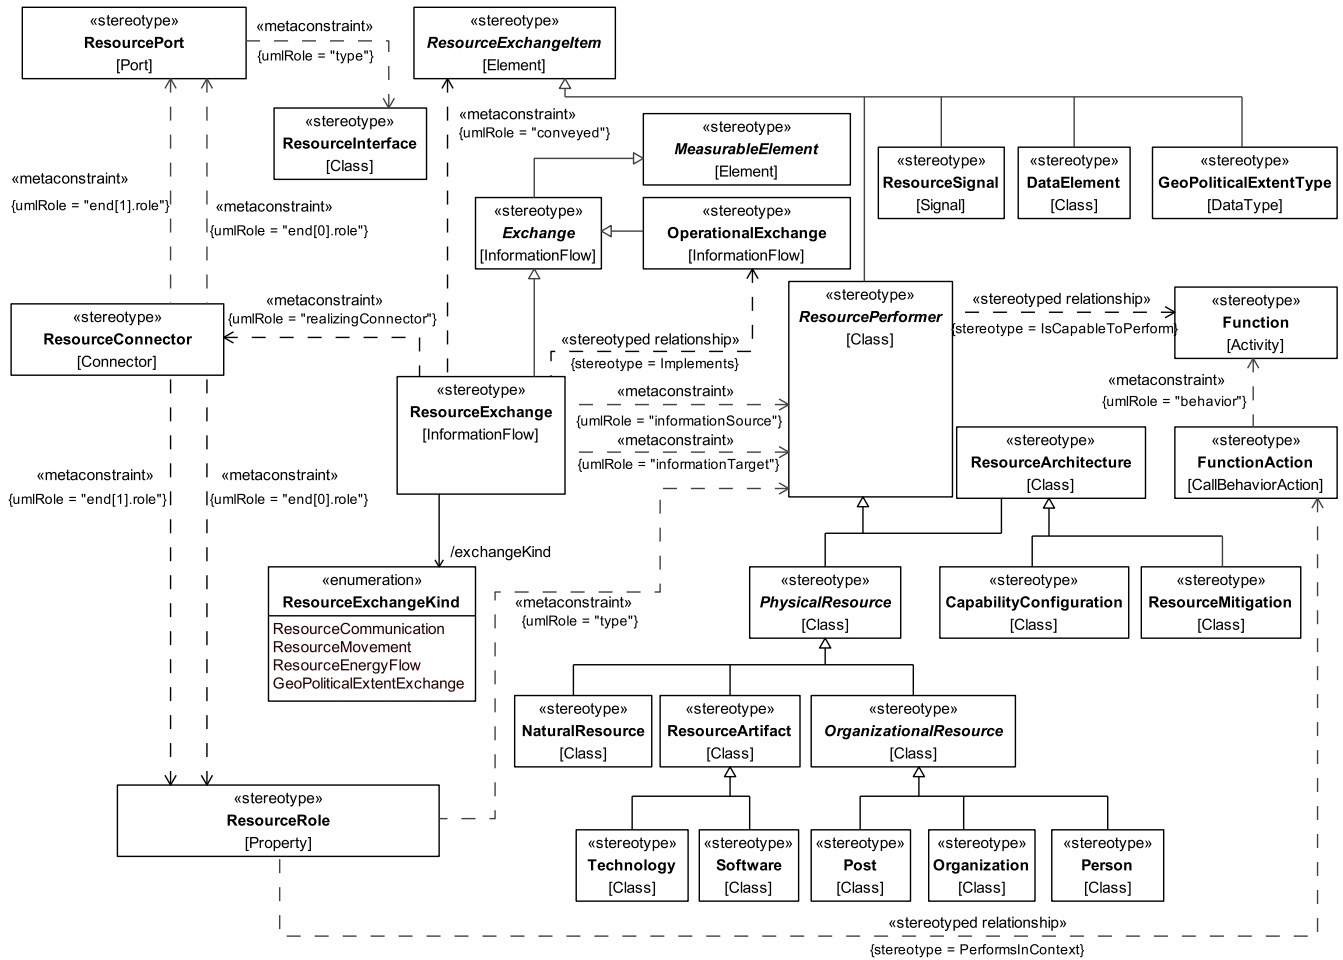 «stereotype»
ResourcePort
[Port]
«metaconstraint»
{umlRole = "type"}
«stereotype»
ResourceExchangeItem
[Element]
«stereotype»
ResourceInterface
[Class]
«metaconstraint»
{umlRole = "conveyed"}
«stereotype»
MeasurableElement
[Element]
«stereotype»
ResourceSignal
[Signal]
«stereotype»
DataElement
[Class]
«stereotype»
GeoPoliticalExtentType
[DataType]
«metaconstraint»
{umlRole = "end[1].role"}
«metaconstraint»
{umlRole = "end[0].role"}
«stereotype»
Exchange
[InformationFlow]
«stereotype»
OperationalExchange
[InformationFlow]
«stereotype»
ResourceConnector
[Connector]
«metaconstraint»
{umlRole = "realizingConnector"}
«stereotyped relationship»
{stereotype = Implements}
«stereotype»
ResourcePerformer
[Class]
«stereotyped relationship»
{stereotype = IsCapableToPerform}
«stereotype»
Function
[Activity]
«stereotype»
ResourceExchange
[InformationFlow]
«metaconstraint»
{umlRole = "informationSource"}
«metaconstraint»
{umlRole = "informationTarget"}
«metaconstraint»
{umlRole = "behavior"}
«stereotype»
ResourceArchitecture
[Class]
«stereotype»
FunctionAction
[CallBehaviorAction]
«metaconstraint»
{umlRole = "end[1].role"}
«metaconstraint»
{umlRole = "end[0].role"}
/exchangeKind
«enumeration»
ResourceExchangeKind
ResourceCommunication
ResourceMovement
ResourceEnergyFlow
GeoPoliticalExtentExchange
«metaconstraint»
{umlRole = "type"}
«stereotype»
PhysicalResource
[Class]
«stereotype»
CapabilityConfiguration
[Class]
«stereotype»
ResourceMitigation
[Class]
«stereotype»
NaturalResource
[Class]
«stereotype»
ResourceArtifact
[Class]
«stereotype»
OrganizationalResource
[Class]
«stereotype»
ResourceRole
[Property]
«stereotype»
Technology
[Class]
«stereotype»
Software
[Class]
«stereotype»
Post
[Class]
«stereotype»
Organization
[Class]
«stereotype»
Person
[Class]
«stereotyped relationship»
{stereotype = PerformsInContext}